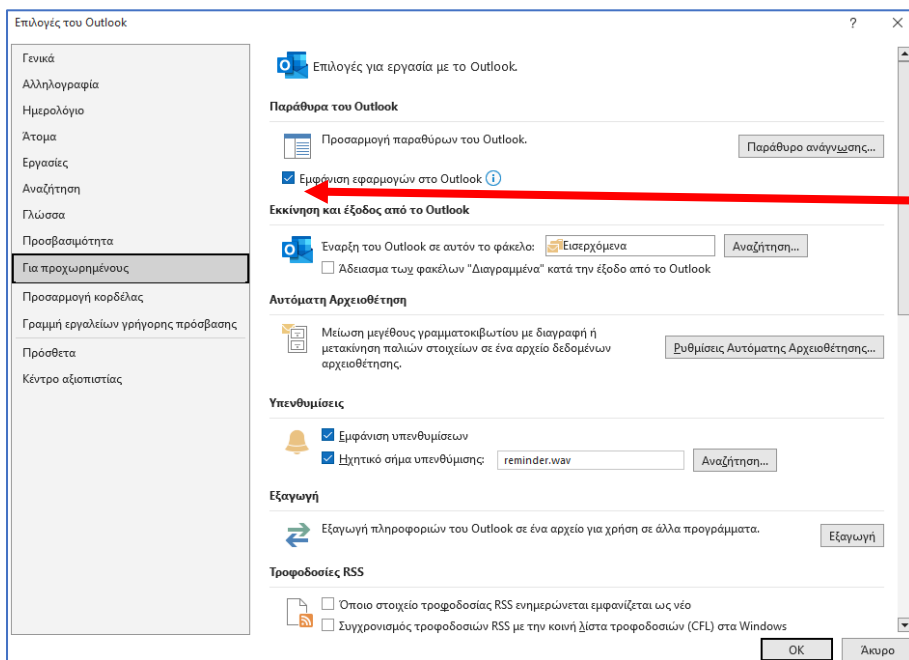 Επιλογές του Outlook
Γενικά
Αλληλογραφία
Ημερολόγιο
Άτομα
Εργασίες
Αναζήτηση
Γλώσσα
Προσβασιμότητα
Για προχωρημένους
Προσαρμογή κορδέλας
Γραμμή εργαλείων γρήγορης πρόσβασης
Πρόσθετα
Κέντρο αξιοπιστίας
Επιλογές για εργασία με το Outlook.
Παράθυρα του Outlook
Προσαρμογή παραθύρων του Outlook.
Παράθυρο ανάγνωσης...
Εμφάνιση εφαρμογών στο Outlook
Εκκίνηση και έξοδος από το Outlook
Έναρξη του Outlook σε αυτόν το φάκελο: Εισερχόμενα Αναζήτηση...
Άδειασμα των φακέλων "Διαγραμμένα" κατά την έξοδο από το Outlook
Αυτόματη Αρχειοθέτηση
Μείωση μεγέθους γραμματοκιβωτίου με διαγραφή ή
μετακίνηση παλιών στοιχείων σε ένα αρχείο δεδομένων
αρχειοθέτησης.
Ρυθμίσεις Αυτόματης Αρχειοθέτησης...
Υπενθυμίσεις
Εμφάνιση υπενθυμίσεων
Ηχητικό σήμα υπενθύμισης: reminder.wav Αναζήτηση...
Εξαγωγή
Εξαγωγή πληροφοριών του Outlook σε ένα αρχείο για χρήση σε άλλα προγράμματα. Εξαγωγή
Τροφοδοσίες RSS
Όποιο στοιχείο τροφοδοσίας RSS ενημερώνεται εμφανίζεται ως νέο
Συγχρονισμός τροφοδοσιών RSS με την κοινή λίστα τροφοδοσιών (CFL) στα Windows
OK Άκυρο